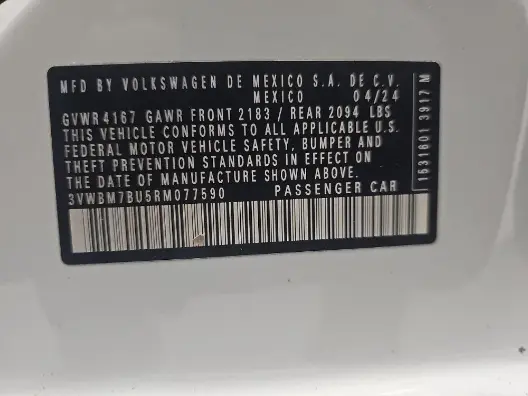 MFD BY VOLKSWAGEN DE MEXICO S.A. DE C.V.
MEXICO 04/24
GVWR 4167 GAWR FRONT 2183 / REAR 2094 LBS
THIS VEHICLE CONFORMS TO ALL APPLICABLE U.S.
FEDERAL MOTOR VEHICLE SAFETY, BUMPER AND
THEFT PREVENTION STANDARDS IN EFFECT ON
THE DATE OF MANUFACTURE SHOWN ABOVE.
3VWBM7BU5RM077590 PASSENGER CAR
1531601 3917 M